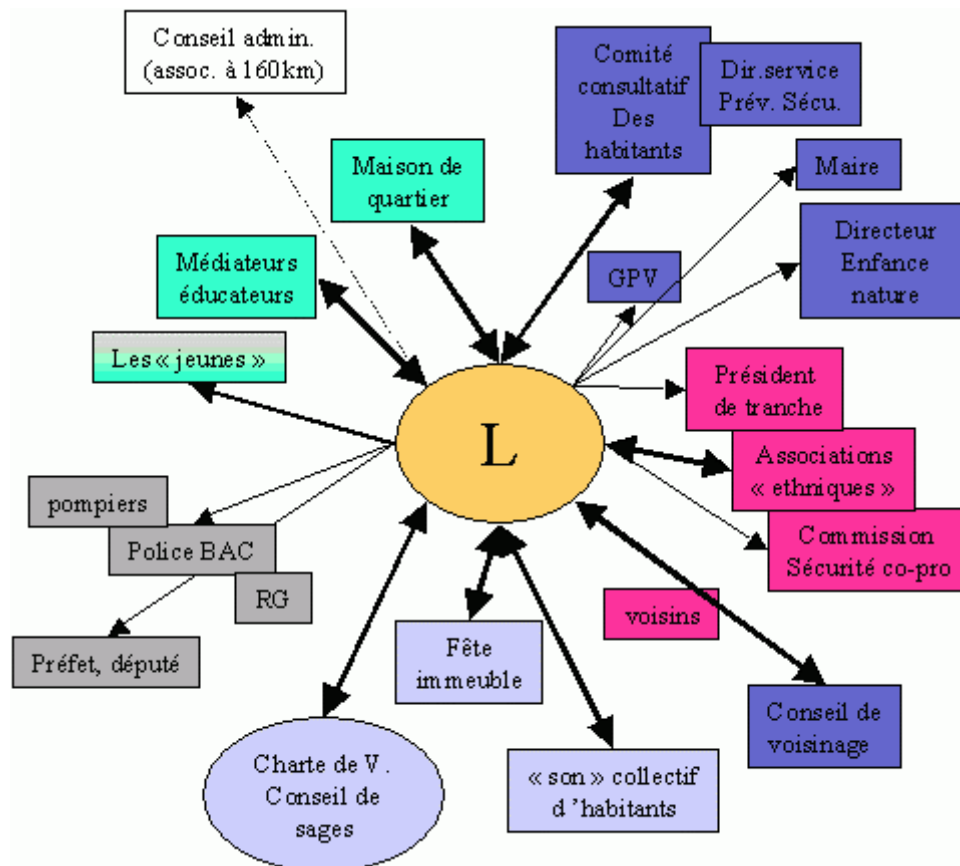 Conseil admin.
(assoc. à 160km)
Comité
consultatif
Des
habitants
Dir.service
Prév. Sécu.
Maison de
quartier
Maire
Médiateurs
éducateurs
GPV
Directeur
Enfance
nature
Les « jeunes »
Président
de tranche
L
Associations
« ethniques »
pompiers
Police BAC
Commission
Sécurité co-pro
RG
voisins
Préfet, député
Fête
immeuble
Conseil de
voisinage
Charte de V.
Conseil de
sages
« son » collectif
d 'habitants